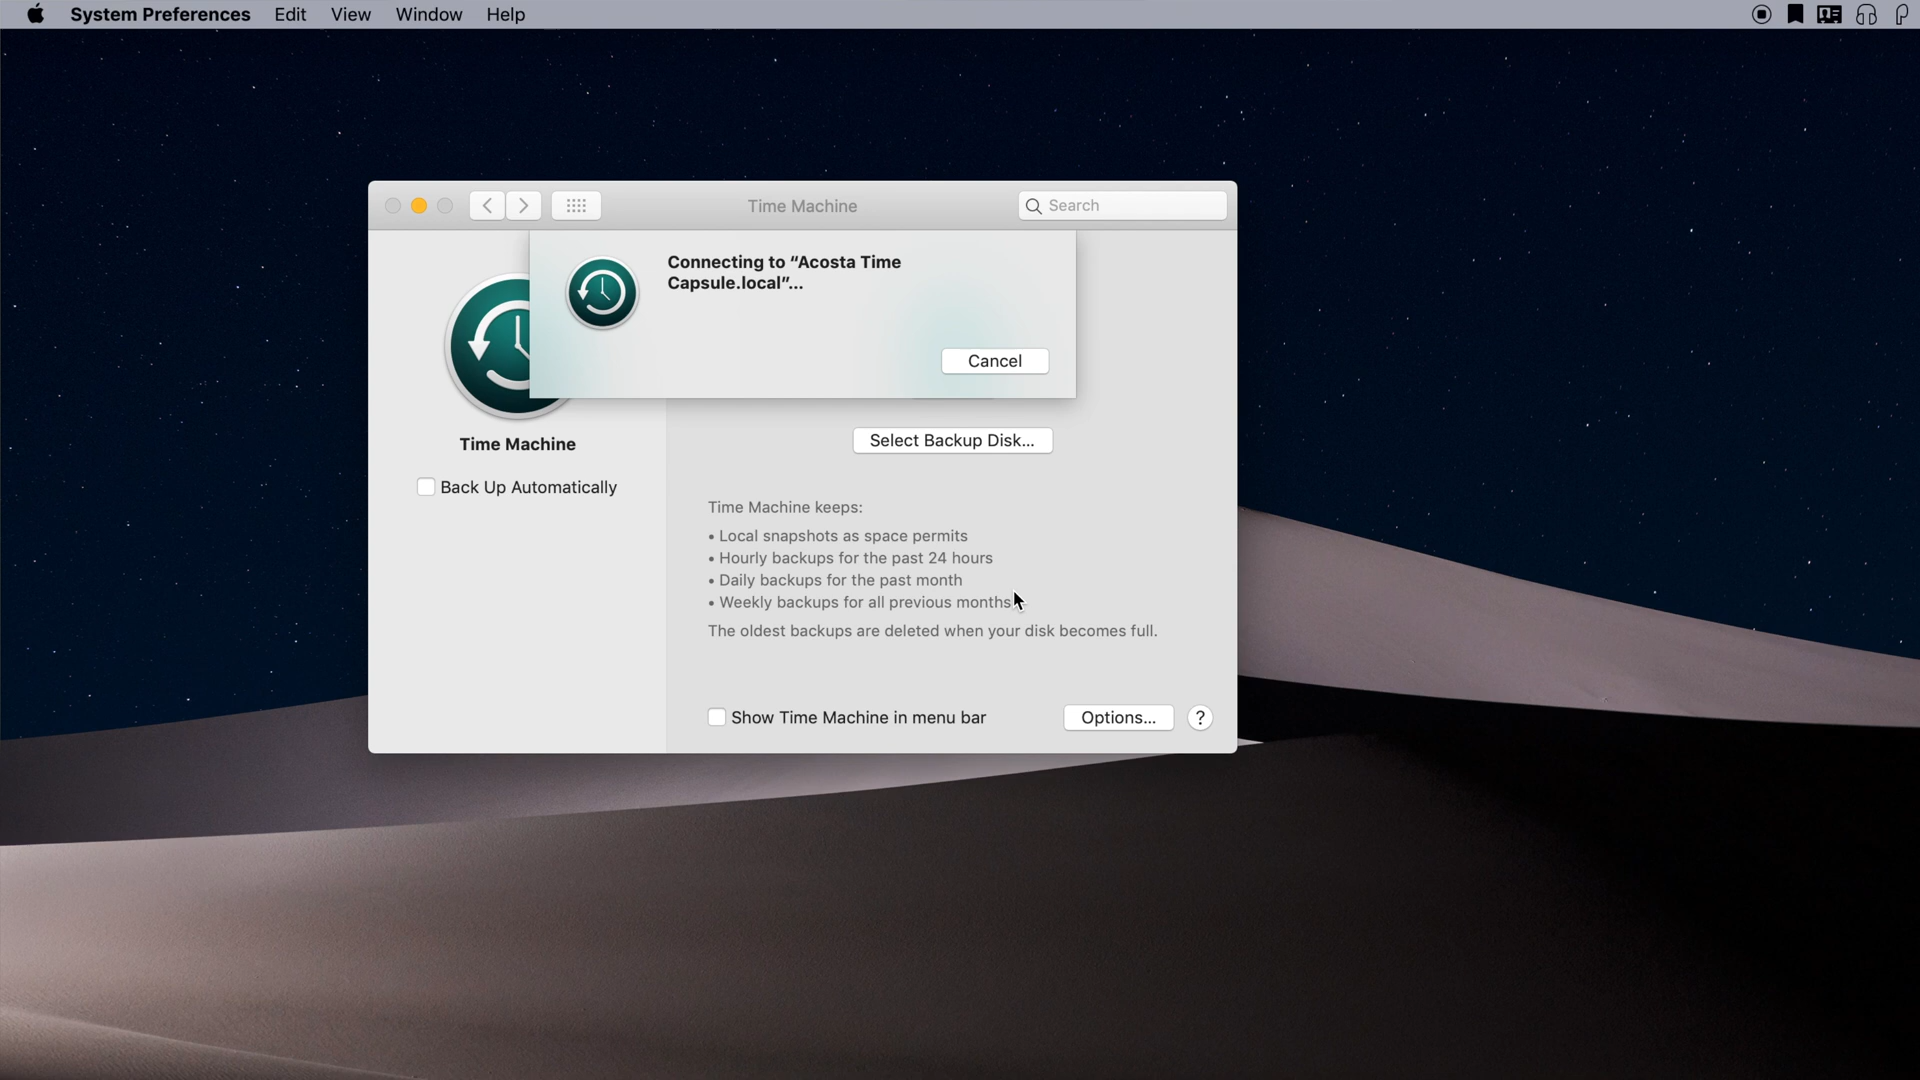 System Preferences Edit View Window Help
Time Machine
Search
Connecting to “Acosta Time
Capsule.local”...
Cancel
Select Backup Disk...
Time Machine
Back Up Automatically
Time Machine keeps:
• Local snapshots as space permits
• Hourly backups for the past 24 hours
• Daily backups for the past month
• Weekly backups for all previous months
The oldest backups are deleted when your disk becomes full.
Show Time Machine in menu bar
Options...
?